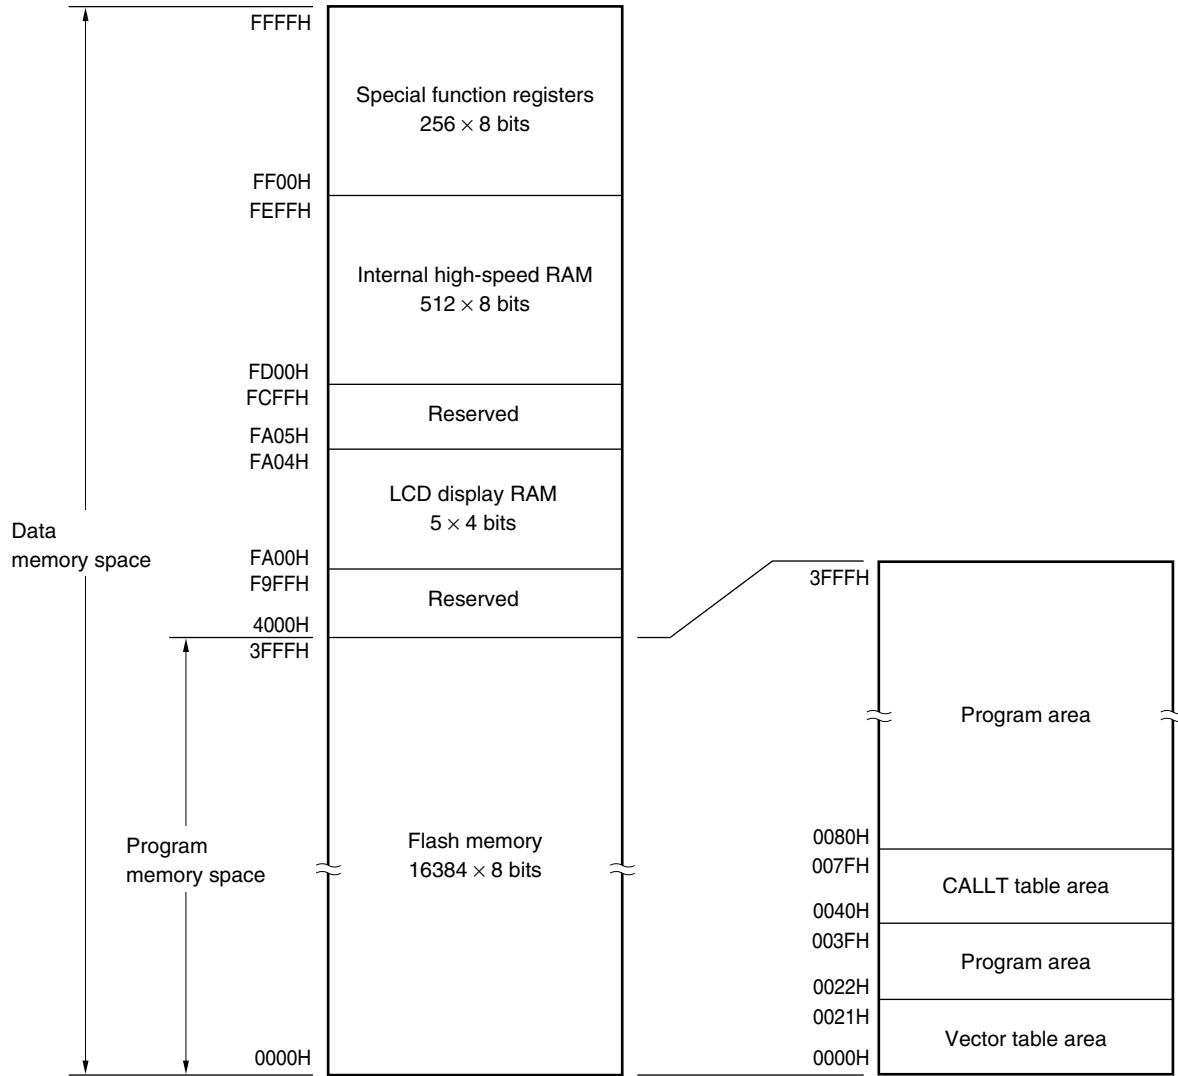 FFFFH
Special function registers
256 × 8 bits
FF00H
FEFFH
Internal high-speed RAM
512 × 8 bits
FD00H
FCFFH
Reserved
FA05H
FA04H
LCD display RAM
5 × 4 bits
Data
memory space
FA00H
F9FFH
Reserved
4000H
3FFFH
Program
memory space
Flash memory
16384 × 8 bits
0000H
3FFFH
Program area
0080H
007FH
CALLT table area
0040H
003FH
Program area
0022H
0021H
Vector table area
0000H